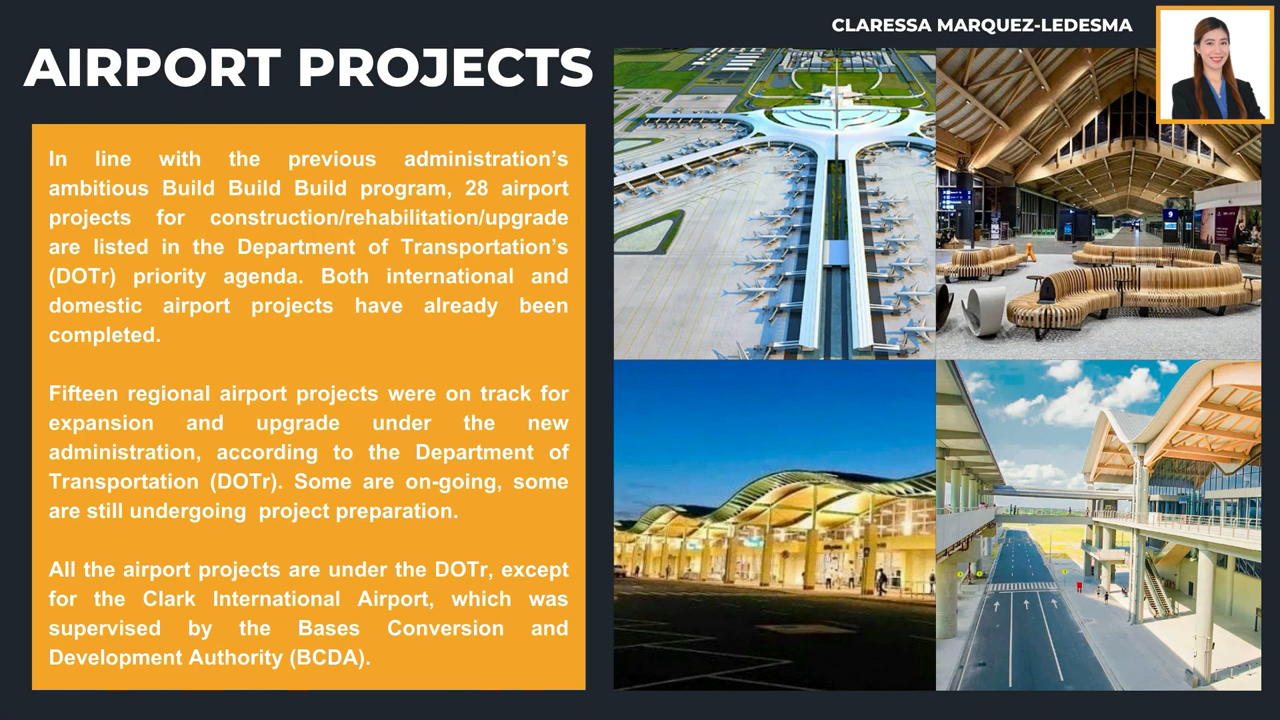 CLARESSA MARQUEZ-LEDESMA
AIRPORT PROJECTS
In line with the previous administration’s
ambitious Build Build Build program, 28 airport
projects for construction/rehabilitation/upgrade
are listed in the Department of Transportation’s
(DOTr) priority agenda. Both international and
domestic airport projects have already been
completed.
Fifteen regional airport projects were on track for
expansion and upgrade under the new
administration, according to the Department of
Transportation (DOTr). Some are on-going, some
are still undergoing  project preparation.
All the airport projects are under the DOTr, except
for the Clark International Airport, which was
supervised by the Bases Conversion and
Development Authority (BCDA).
9